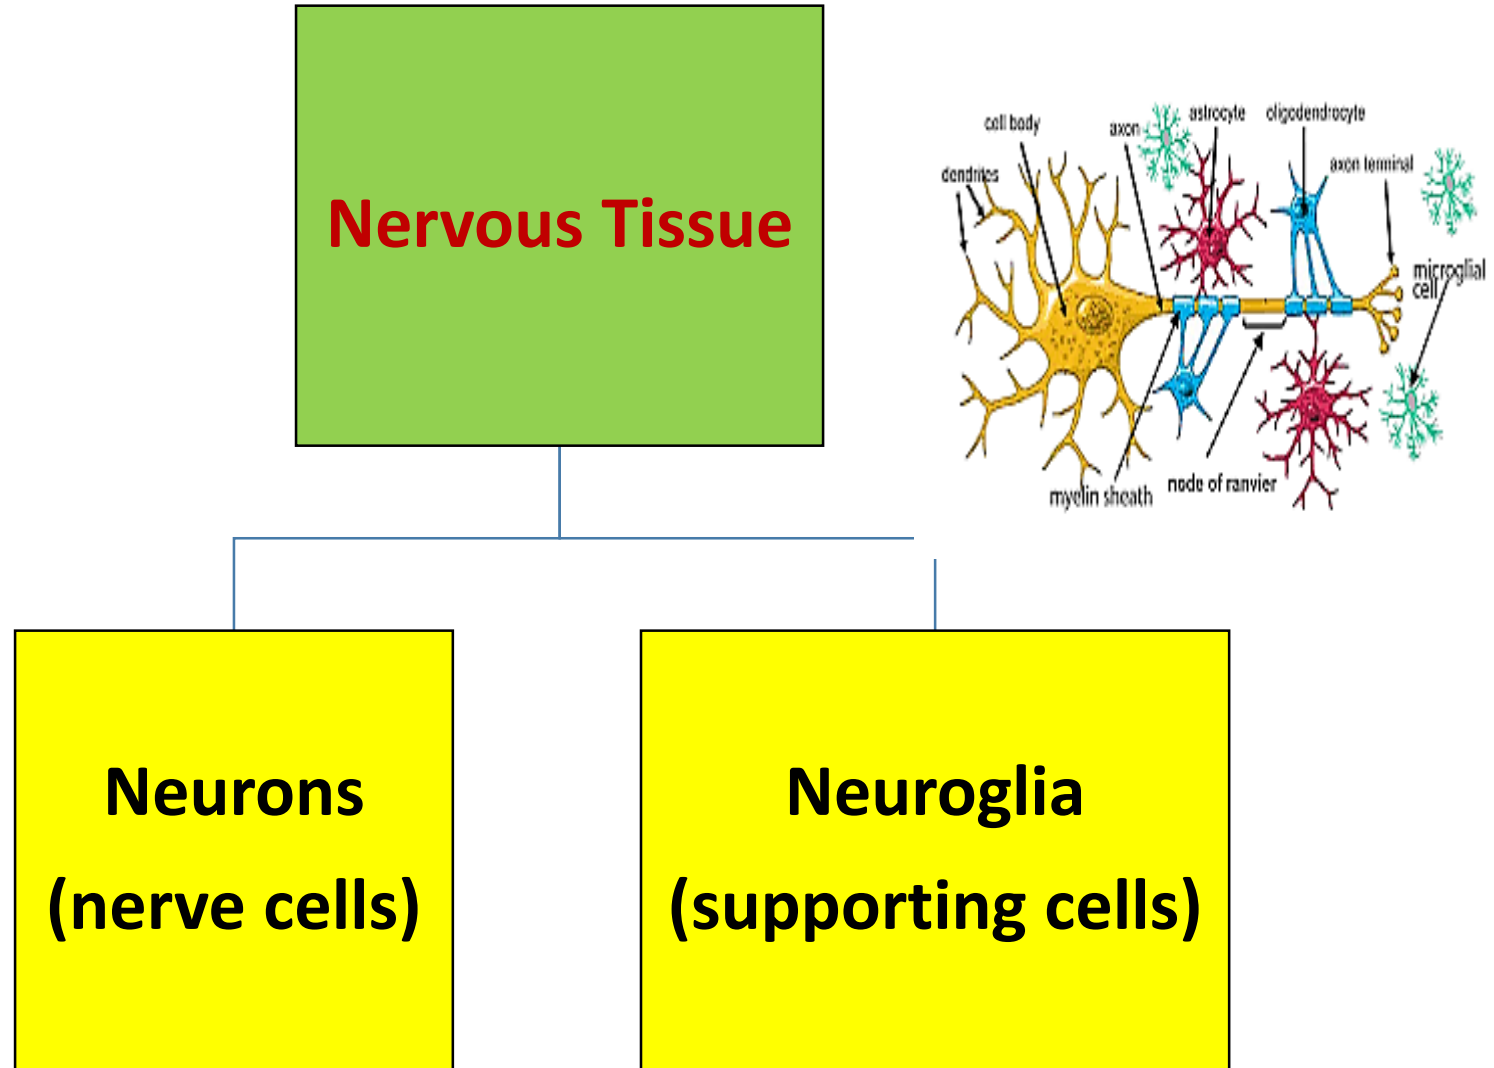 Nervous Tissue
cell body
axon
astrocyte
oligodendrocyte
dendrites
axon terminal
microglial
cell
myelin sheath
node of ranvier
Neurons
(nerve cells)
Neuroglia
(supporting cells)